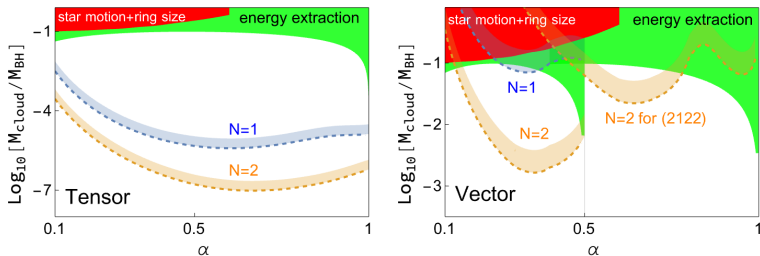 star motion+ring size
energy extraction
Log10[Mcloud/MBH]
-1
-4
-7
N=1
N=2
Tensor
0.1
0.5
1
α
star motion+ring size
energy extraction
Log10[Mcloud/MBH]
-1
-2
-3
N=1
N=2
N=2 for (2122)
Vector
0.1
0.5
1
α